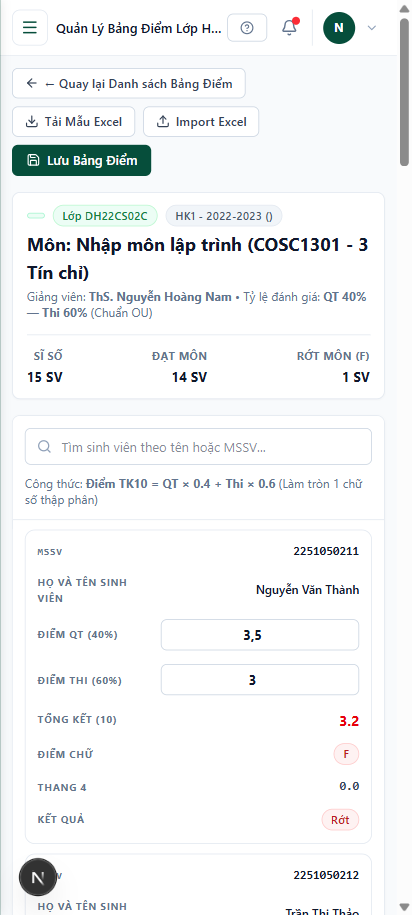 Quản Lý Bảng Điểm Lớp H...
N
← Quay lại Danh sách Bảng Điểm
Tải Mẫu Excel
Import Excel
Lưu Bảng Điểm
Lớp DH22CS02C
HK1 - 2022-2023 ()
Môn: Nhập môn lập trình (COSC1301 - 3
Tín chỉ)
Giảng viên: ThS. Nguyễn Hoàng Nam • Tỷ lệ đánh giá: QT 40%
— Thi 60% (Chuẩn OU)
SĨ SỐ ĐẠT MÔN RỚT MÔN (F)
15 SV 14 SV 1 SV
Tìm sinh viên theo tên hoặc MSSV...
Công thức: Điểm TK10 = QT × 0.4 + Thi × 0.6 (Làm tròn 1 chữ
số thập phân)
MSSV 2251050211
HỌ VÀ TÊN SINH
VIÊN
Nguyễn Văn Thành
ĐIỂM QT (40%) 3,5
ĐIỂM THI (60%) 3
TỔNG KẾT (10) 3.2
ĐIỂM CHỮ F
THANG 4 0.0
KẾT QUẢ Rớt
N
2251050212
HỌ VÀ TÊN SINH
Trần Thị Thảo